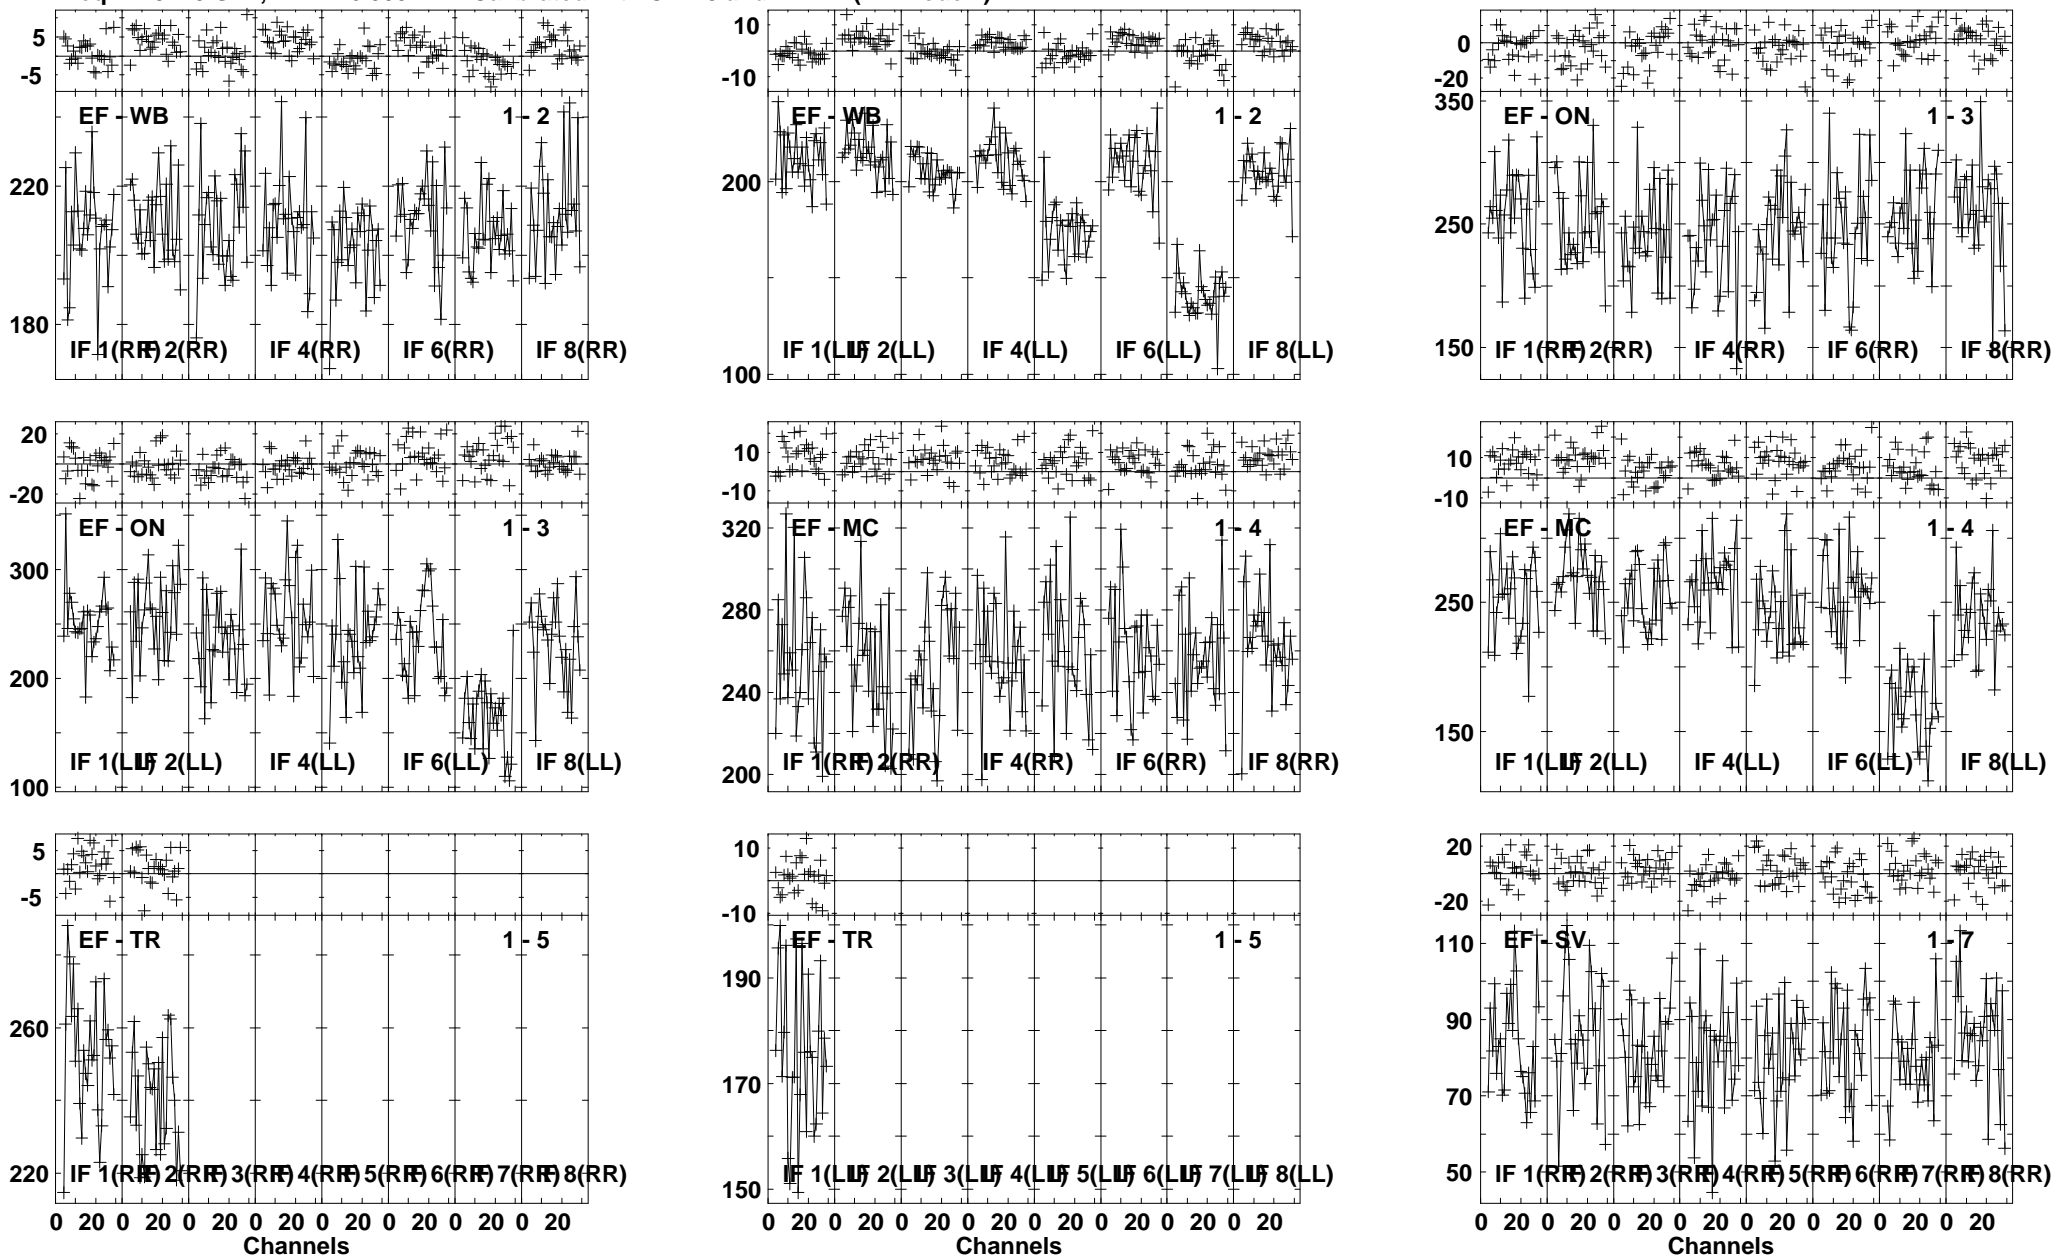 5 10 0
-5 -10 20
EF - WB 1 - 2 EF - WB 1 - 2 350 EF - ON 1 - 3
220 200 250
180 100 150
IF 1(RR) IF 2(RR) IF 4(RR) IF 6(RR) IF 8(RR) IF 1(LL) IF 2(LL) IF 4(LL) IF 6(LL) IF 8(LL) IF 1(RR) IF 2(RR) IF 4(RR) IF 6(RR) IF 8(RR)
20 10 10
-20 -10 -10
EF - ON 1 - 3 320 EF - MC 1 - 4 EF - MC 1 - 4
300 280 250
200 240 150
100 200
IF 1(LL) IF 2(LL) IF 4(LL) IF 6(LL) IF 8(LL) IF 1(RR) IF 2(RR) IF 4(RR) IF 6(RR) IF 8(RR) IF 1(LL) IF 2(LL) IF 4(LL) IF 6(LL) IF 8(LL)
5 10 20
-5 -10 -20
EF - TR 1 - 5 EF - TR 1 - 5 110 EF - SV 1 - 7
260 190 90
170 70
220 150 50
IF 1(RR) IF 2(RR) IF 3(RR) IF 4(RR) IF 5(RR) IF 6(RR) IF 7(RR) IF 8(RR) IF 1(LL) IF 2(LL) IF 3(LL) IF 4(LL) IF 5(LL) IF 6(LL) IF 7(LL) IF 8(LL) IF 1(RR) IF 2(RR) IF 3(RR) IF 4(RR) IF 5(RR) IF 6(RR) IF 7(RR) IF 8(RR)
0 20 0 20 0 20 0 20 0 20 0 20 0 20 0 20 0 20 0 20 0 20 0 20 0 20 0 20 0 20 0 20 0 20 0 20 0 20 0 20 0 20 0 20 0 20 0 20
Channels Channels Channels